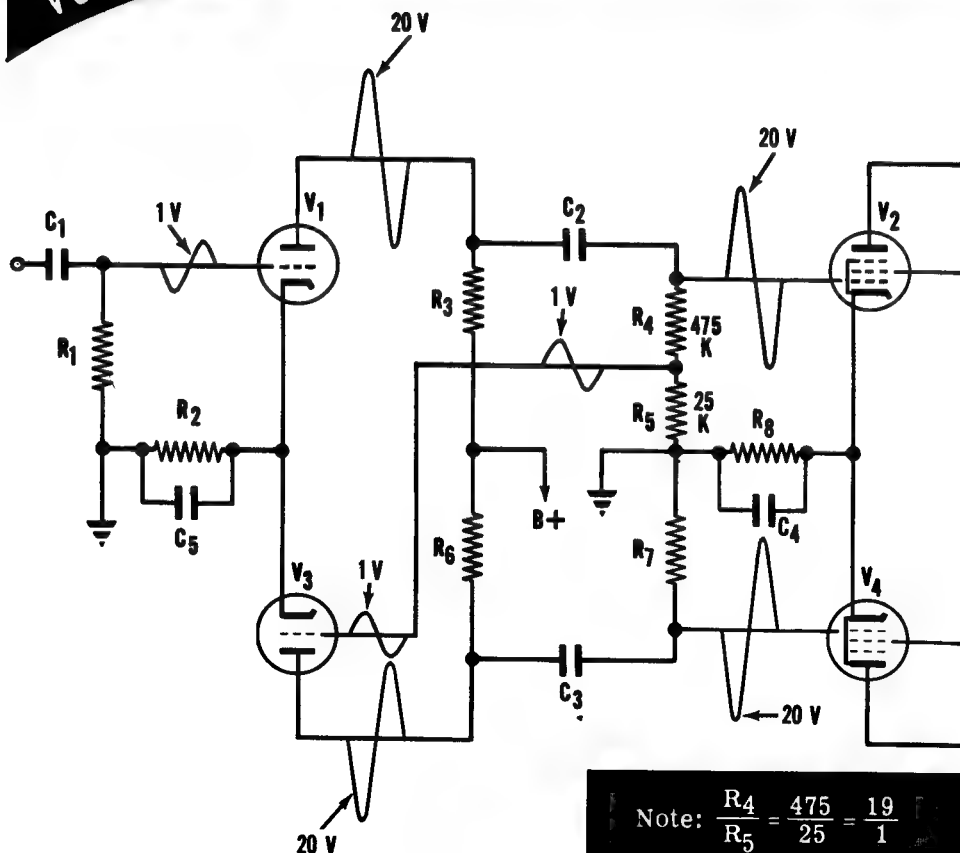 20 V
20 V
C1
1 V
V1
C2
V2
R3
1 V
R4
475
K
R1
R5
25
K
R2
R8
C5
B+
C4
R6
R7
V3
1 V
V4
C3
20 V
20 V
Note: R4/R5 = 475/25 = 19/1